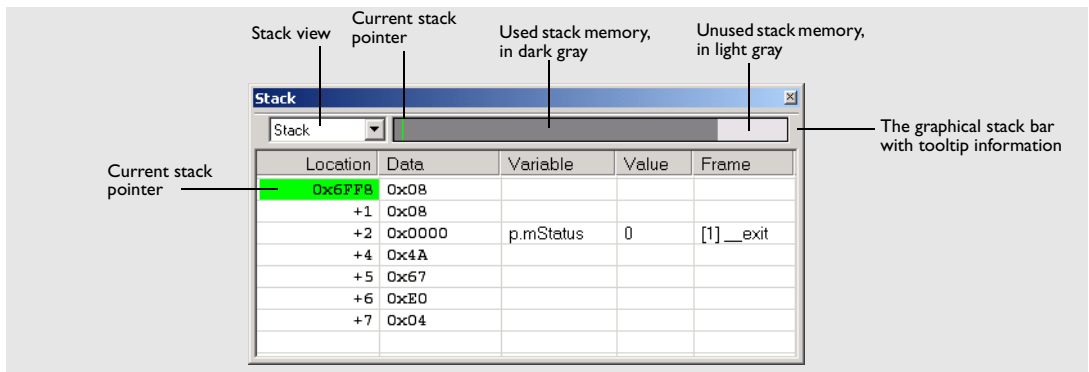 Stack view
Current stack
pointer
Used stack memory,
in dark gray
Unused stack memory,
in light gray
Stack
Stack
The graphical stack bar
with tooltip information
Current stack
pointer
Location Data Variable Value Frame
0x6FF8 0x08
+1 0x08
+2 0x0000 p.mStatus 0 [1]__exit
+4 0x4A
+5 0x67
+6 0xE0
+7 0x04